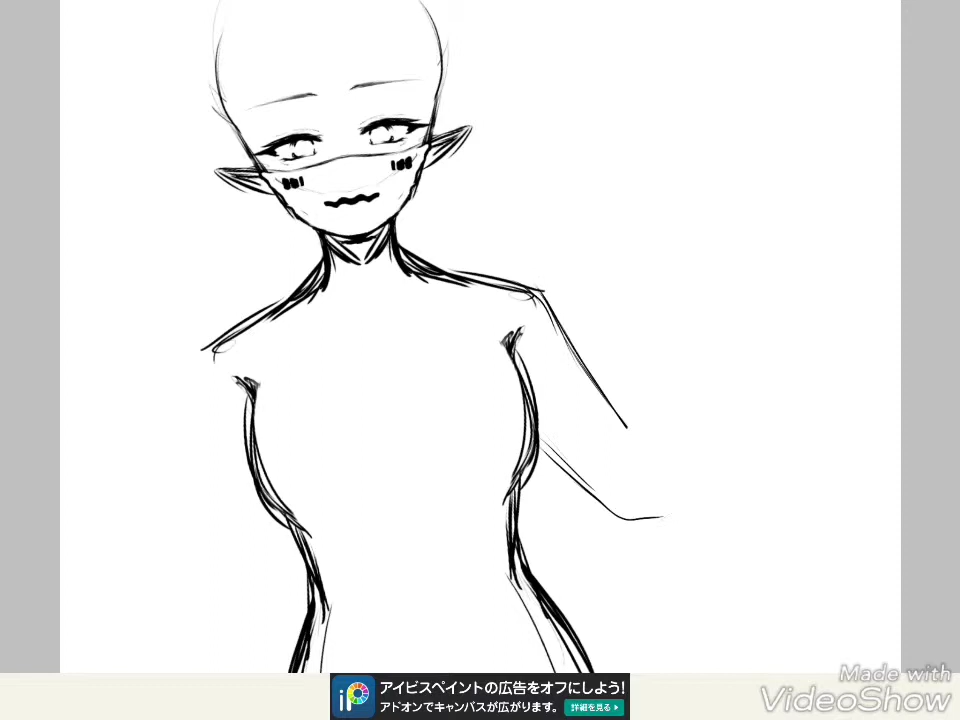 アイビスペイントの広告をオフにしよう!
アドオンでキャンバスが広がります。
詳細を見る
iP
Made with
VideoShow